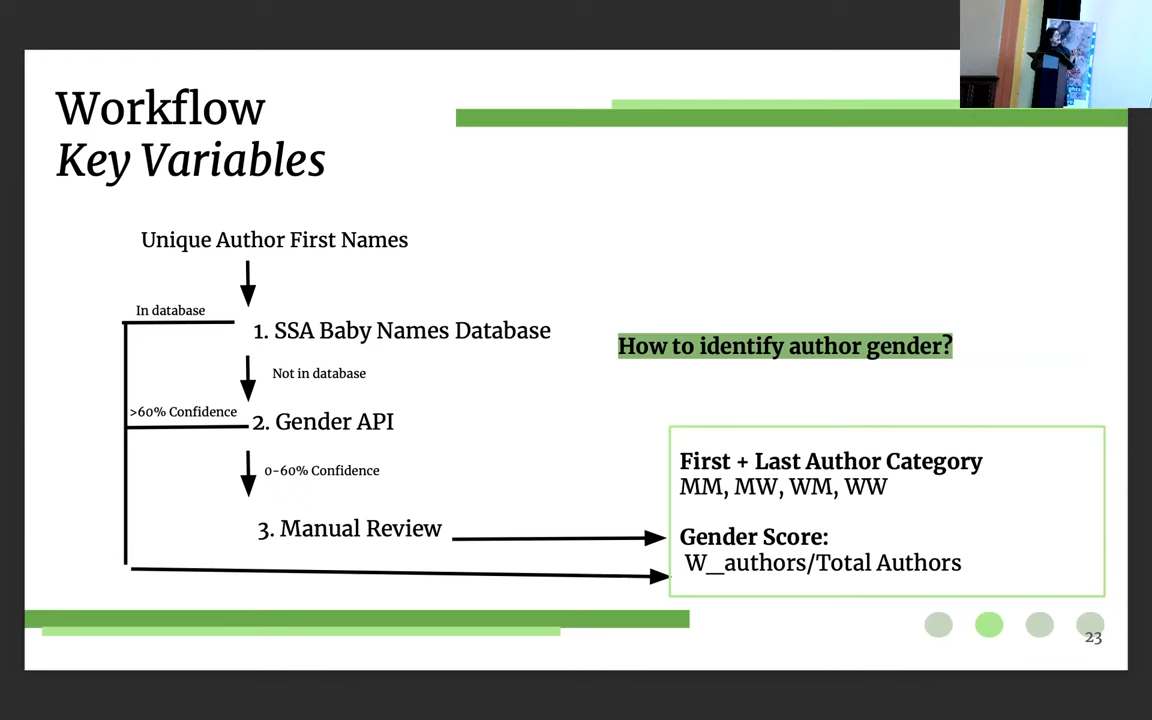 Workflow
Key Variables
Unique Author First Names
In database
1. SSA Baby Names Database
Not in database
>60% Confidence
2. Gender API
0-60% Confidence
3. Manual Review
How to identify author gender?
First + Last Author Category
MM, MW, WM, WW
Gender Score:
W_authors/Total Authors
23